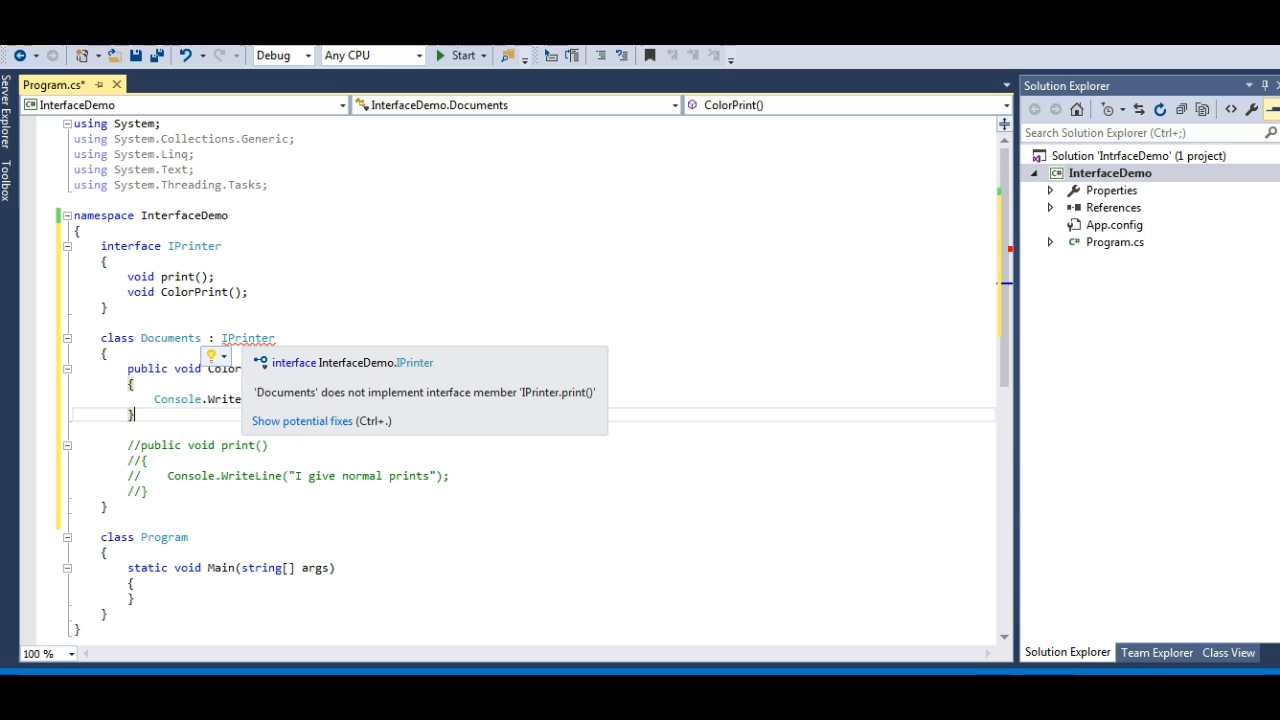 Debug Any CPU Start
Server Explorer
Toolbox
Program.cs*
InterfaceDemo InterfaceDemo.Documents ColorPrint()
using System;
using System.Collections.Generic;
using System.Linq;
using System.Text;
using System.Threading.Tasks;
namespace InterfaceDemo
{
interface IPrinter
{
void print();
void ColorPrint();
}
class Documents : IPrinter
{
public void Color
{
Console.Write
}
interface InterfaceDemo.IPrinter
'Documents' does not implement interface member 'IPrinter.print()'
Show potential fixes (Ctrl+.)
//public void print()
//{
// Console.WriteLine("I give normal prints");
//}
}
class Program
{
static void Main(string[] args)
{
}
}
}
100 %
Solution Explorer
Search Solution Explorer (Ctrl+;)
Solution 'IntrfaceDemo' (1 project)
InterfaceDemo
Properties
References
App.config
Program.cs
Solution Explorer Team Explorer Class View